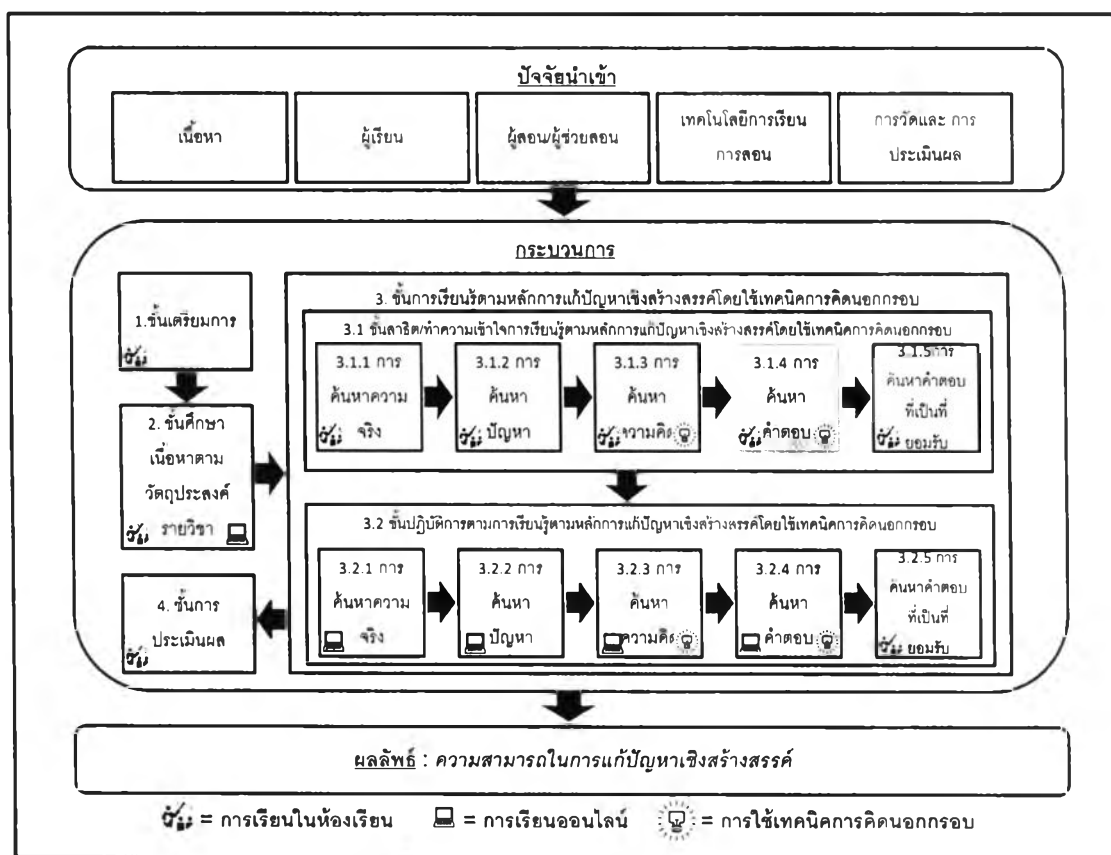 ปัจจัยนำเข้า
เนื้อหา
ผู้เรียน
ผู้สอน/ผู้ช่วยสอน
เทคโนโลยีการเรียน
การสอน
การวัดและ การ
ประเมินผล
กระบวนการ
1.ขั้นเตรียมการ
2. ขั้นศึกษา
เนื้อหาตาม
วัตถุประสงค์
รายวิชา
3. ขั้นการเรียนรู้ตามหลักการแก้ปัญหาเชิงสร้างสรรค์โดยใช้เทคนิคการคิดนอกกรอบ
3.1 ขั้นสาธิต/ทำความเข้าใจการเรียนรู้ตามหลักการแก้ปัญหาเชิงสร้างสรรค์โดยใช้เทคนิคการคิดนอกกรอบ
3.1.1 การ
ค้นหาความ
จริง
3.1.2 การ
ค้นหา
ปัญหา
3.1.3 การ
ค้นหา
ความคิด
3.1.4 การ
ค้นหา
คำตอบ
3.1.5การ
ค้นหาคำตอบ
ที่เป็นที่
ยอมรับ
3.2 ขั้นปฏิบัติการตามการเรียนรู้ตามหลักการแก้ปัญหาเชิงสร้างสรรค์โดยใช้เทคนิคการคิดนอกกรอบ
3.2.1 การ
ค้นหาความ
จริง
3.2.2 การ
ค้นหา
ปัญหา
3.2.3 การ
ค้นหา
ความคิด
3.2.4 การ
ค้นหา
คำตอบ
3.2.5 การ
ค้นหาคำตอบ
ที่เป็นที่
ยอมรับ
4. ขั้นการ
ประเมินผล
ผลลัพธ์ : ความสามารถในการแก้ปัญหาเชิงสร้างสรรค์
= การเรียนในห้องเรียน = การเรียนออนไลน์ = การใช้เทคนิคการคิดนอกกรอบ